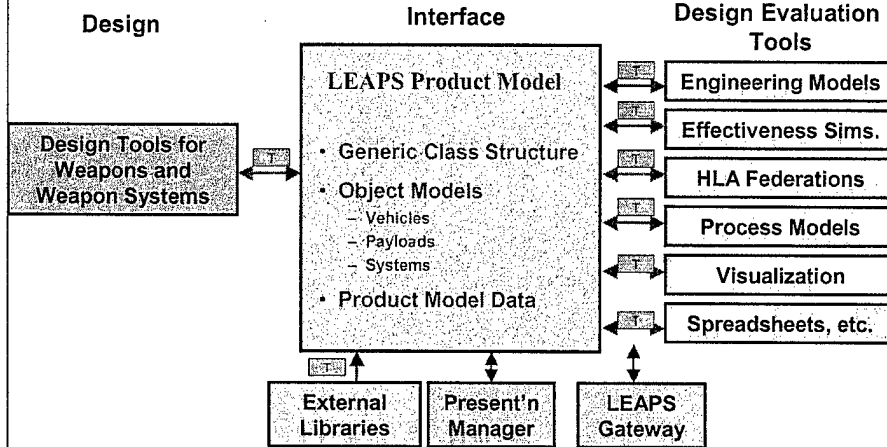 Design
Interface
Design Evaluation
Tools
LEAPS Product Model
• Generic Class Structure
• Object Models
– Vehicles
– Payloads
– Systems
• Product Model Data
Design Tools for
Weapons and
Weapon Systems
T
T
Engineering Models
T
Effectiveness Sims.
T
HLA Federations
T
Process Models
T
Visualization
T
Spreadsheets, etc.
T
External
Libraries
Present'n
Manager
LEAPS
Gateway